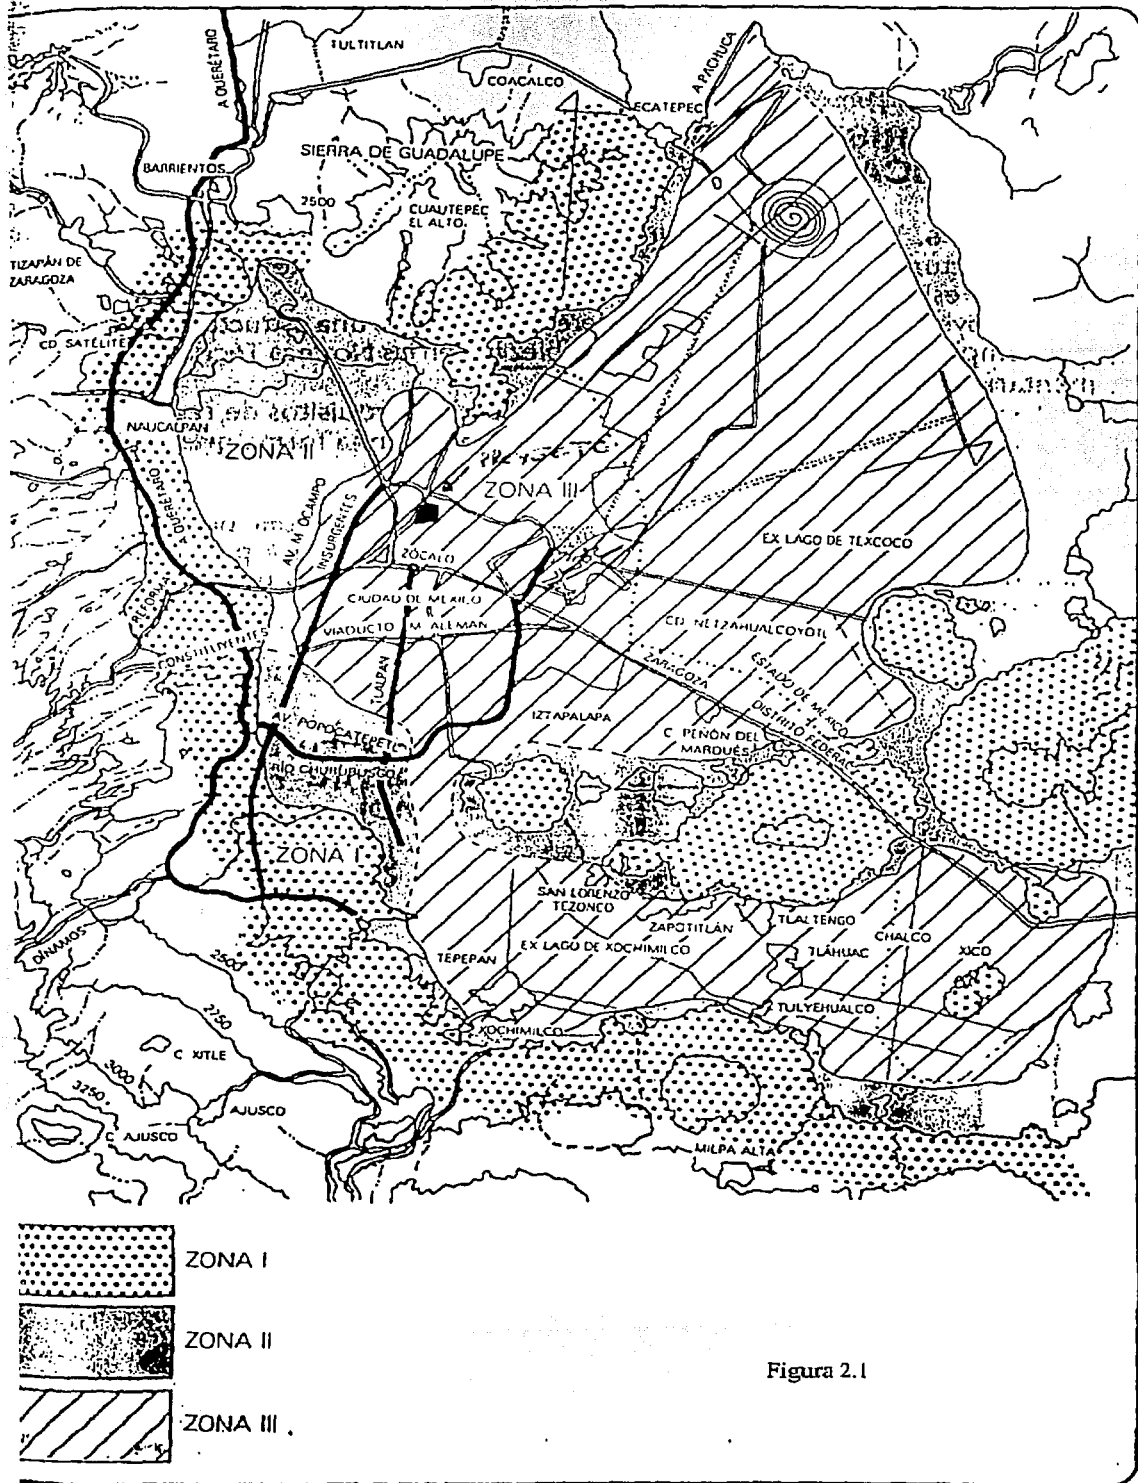 A QUERÉTARO
TULTITLAN
COACALCO
A PACHUCA
ECATEPEC
BARRIENTOS
SIERRA DE GUADALUPE
2500
CUAUTEPEC
EL ALTO
TIZAPÁN DE
ZARAGOZA
CD SATÉLITE
NAUCALPAN
ZONA II
A QUERÉTARO
AV. M OCAMPO
INSURGENTES
ZONA III
EX LAGO DE TEXCOCO
ZÓCALO
CIUDAD DE MÉXICO
REFORMA
VIADUCTO M. ALEMÁN
CD. NETZAHUALCOYOTL
CONSTITUYENTES
TLALPAN
ZARAGOZA
ESTADO DE MÉXICO
DISTRITO FEDERAL
IZTAPALAPA
AV. POPOCATEPETL
C. PEÑÓN DEL
MARQUÉS
RÍO CHURUBUSCO
ZONA I
SAN LORENZO
TEZONCO
ZAPOTITLÁN
TLALTENGO
CHALCO
DÍNAMOS
2500
TEPEPAN
EX LAGO DE XOCHIMILCO
TLÁHUAC
XICO
2750
TULYEHUALCO
XOCHIMILCO
C XITLE
3000
3250
AJUSCO
C. AJUSCO
MILPA ALTA
ZONA I
ZONA II
ZONA III
Figura 2.1